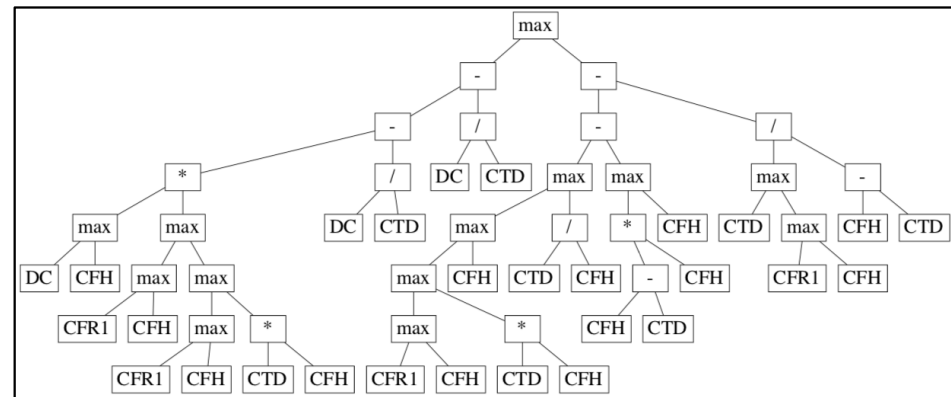 max
- -
- / - /
* / DC CTD max max max -
max max DC CTD max / * CFH CTD max CFH CTD
DC CFH max max max CFH CTD CFH - CFH CFR1 CFH
CFR1 CFH max * max * CFH CTD
CFR1 CFH CTD CFH CFR1 CFH CTD CFH